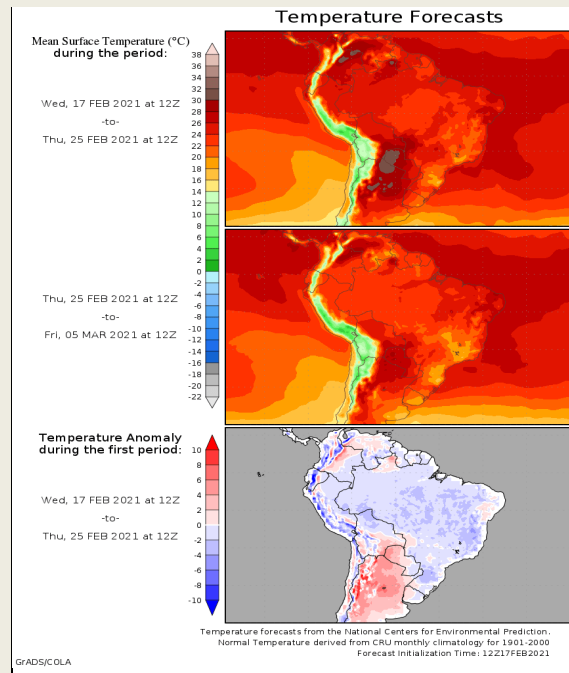 Temperature Forecasts
Mean Surface Temperature (°C)
during the period:
Wed, 17 FEB 2021 at 12Z
-to-
Thu, 25 FEB 2021 at 12Z
38
36
34
32
30
28
26
24
22
20
18
16
14
12
10
8
6
4
2
0
-2
-4
-6
-8
-10
-12
-14
-16
-18
-20
-22
Thu, 25 FEB 2021 at 12Z
-to-
Fri, 05 MAR 2021 at 12Z
Temperature Anomaly
during the first period:
Wed, 17 FEB 2021 at 12Z
-to-
Thu, 25 FEB 2021 at 12Z
10
8
6
4
2
0
-2
-4
-6
-8
-10
Temperature forecasts from the National Centers for Environmental Prediction.
Normal Temperature derived from CRU monthly climatology for 1901-2000
Forecast Initialization Time: 12Z17FEB2021
GrADS/COLA